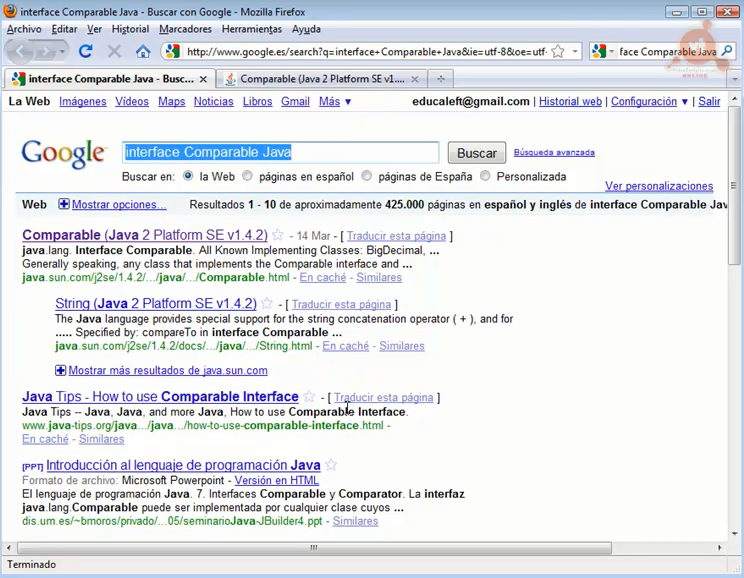 interface Comparable Java - Buscar con Google - Mozilla Firefox
Archivo Editar Ver Historial Marcadores Herramientas Ayuda
http://www.google.es/search?q=interface+Comparable+Java&ie=utf-8&oe=utf- face Comparable Java
interface Comparable Java - Busc... Comparable (Java 2 Platform SE v1.4....
La Web Imágenes Vídeos Maps Noticias Libros Gmail Más ▼ educaleft@gmail.com | Historial web | Configuración ▼ | Salir
Google interface Comparable Java Buscar Búsqueda avanzada
Buscar en: la Web páginas en español páginas de España Personalizada
Ver personalizaciones
Web Mostrar opciones... Resultados 1 - 10 de aproximadamente 425.000 páginas en español y inglés de interface Comparable Jav
Comparable (Java 2 Platform SE v1.4.2) - 14 Mar - [ Traducir esta página ]
java.lang. Interface Comparable. All Known Implementing Classes: BigDecimal, ...
Generally speaking, any class that implements the Comparable interface and ...
java.sun.com/j2se/1.4.2/.../java/.../Comparable.html - En caché - Similares
String (Java 2 Platform SE v1.4.2) - [ Traducir esta página ]
The Java language provides special support for the string concatenation operator ( + ), and for
..... Specified by: compareTo in interface Comparable ...
java.sun.com/j2se/1.4.2/docs/.../java/.../String.html - En caché - Similares
Mostrar más resultados de java.sun.com
Java Tips - How to use Comparable Interface - [ Traducir esta página ]
Java Tips -- Java, Java, and more Java, How to use Comparable Interface.
www.java-tips.org/java.../java.../how-to-use-comparable-interface.html -
En caché - Similares
[PPT] Introducción al lenguaje de programación Java
Formato de archivo: Microsoft Powerpoint - Versión en HTML
El lenguaje de programación Java. 7. Interfaces Comparable y Comparator. La interfaz
java.lang.Comparable puede ser implementada por cualquier clase cuyos ...
dis.um.es/~bmoros/privado/...05/seminarioJava-JBuilder4.ppt - Similares
Terminado